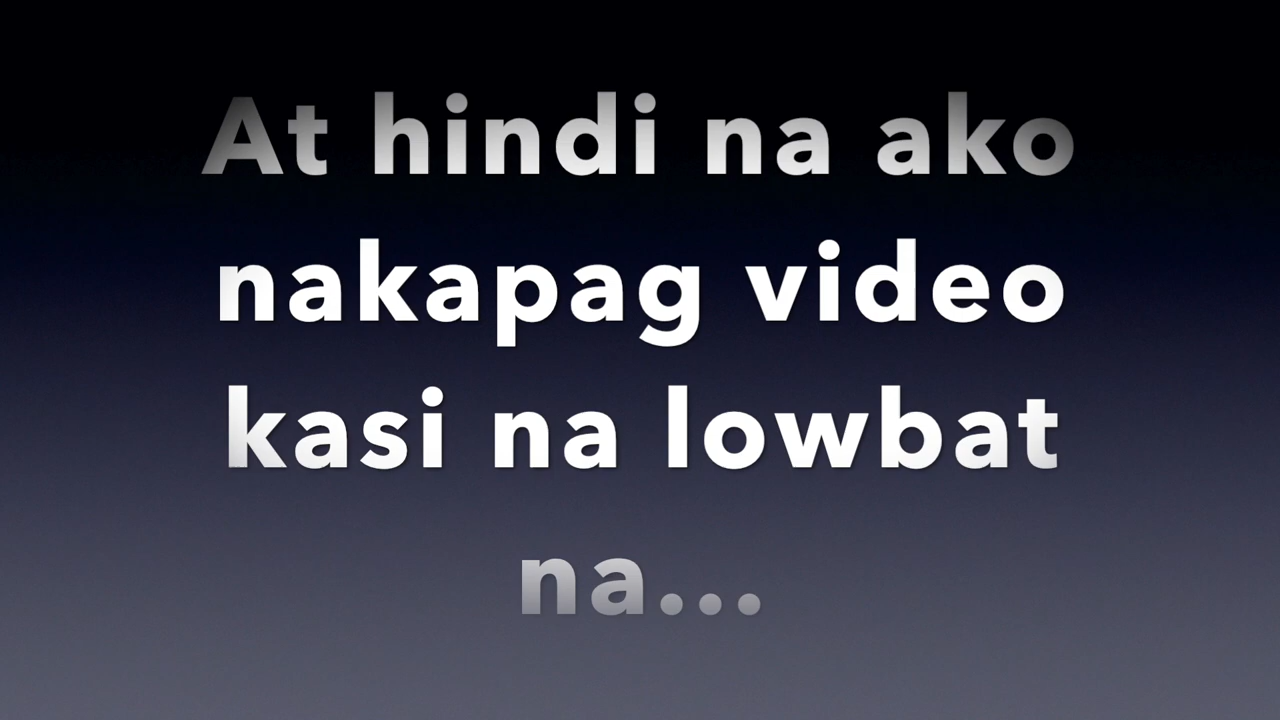 At hindi na ako
nakapag video
kasi na lowbat
na...